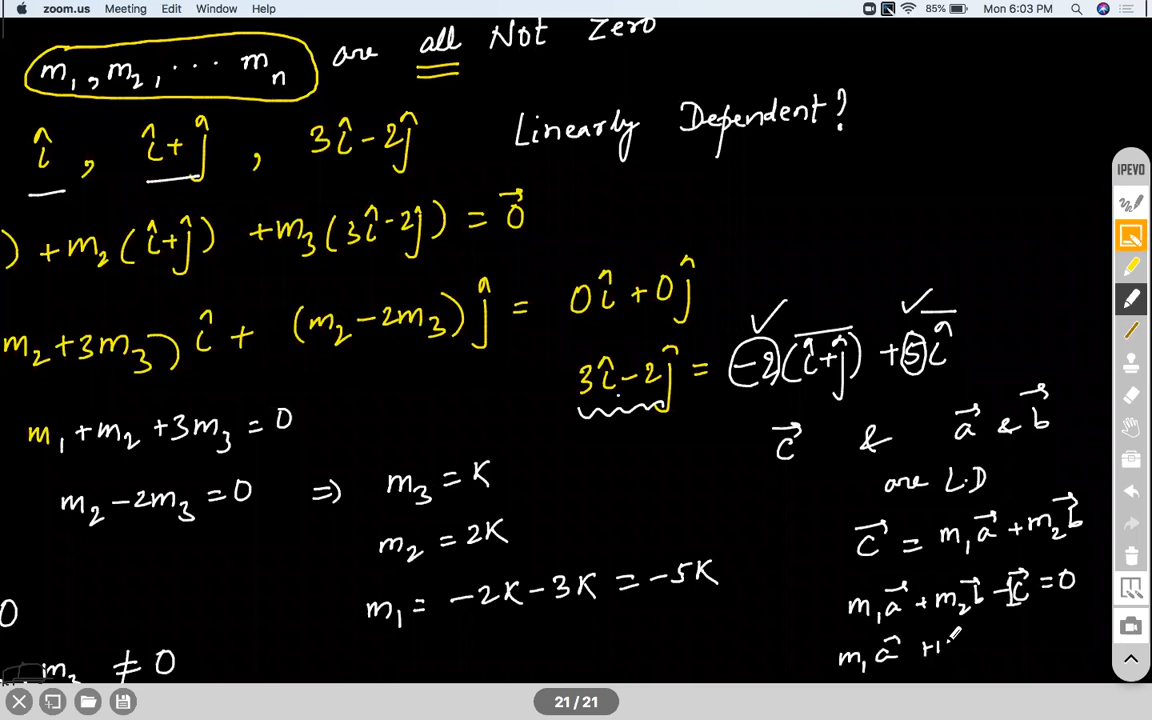 zoom.us Meeting Edit Window Help 85% Mon 6:03 PM
m₁, m₂, ... mₙ are all Not Zero
î, î+ĵ, 3î-2ĵ Linearly Dependent?
) + m₂(î+ĵ) + m₃(3î-2ĵ) = 0⃗
m₂+3m₃) î + (m₂-2m₃) ĵ = 0î + 0ĵ
3î-2ĵ = -2(î+ĵ) + 5î
m₁+m₂+3m₃ = 0
c⃗ & a⃗ & b⃗
are L.D
m₂-2m₃ = 0 ⇒ m₃ = K
m₂ = 2K
c⃗ = m₁a⃗ + m₂b⃗
m₁ = -2K-3K = -5K
m₁a⃗ + m₂b⃗ - 1c⃗ = 0
0
m₁a⃗ +
m₃ ≠ 0
IPEVO
21 / 21